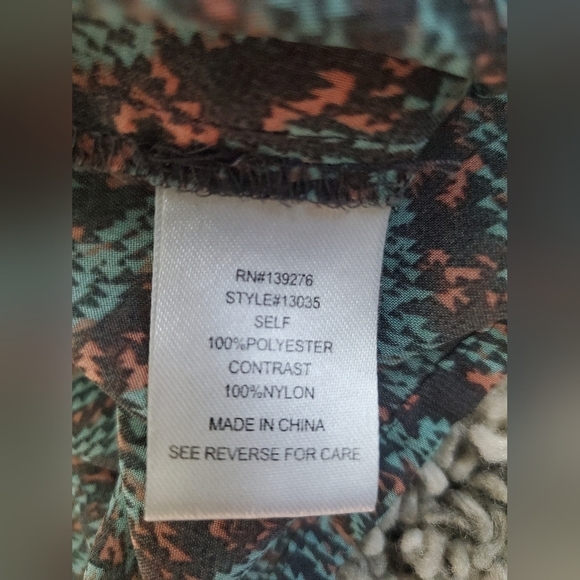 RN#139276
STYLE#13035
SELF
100%POLYESTER
CONTRAST
100%NYLON
MADE IN CHINA
SEE REVERSE FOR CARE